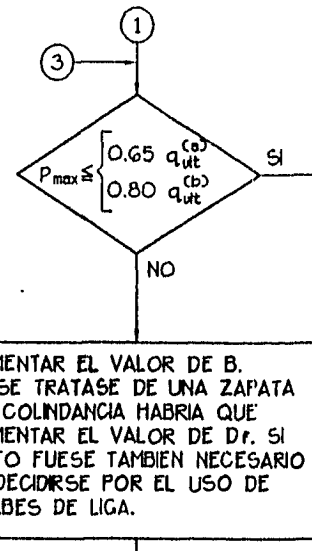 1
3
Pmax ≦ { 0.65 qult(a)
0.80 qult(b)
SI
NO
MENTAR EL VALOR DE B.
SE TRATASE DE UNA ZAPATA
COLINDANCIA HABRIA QUE
MENTAR EL VALOR DE Df. SI
TO FUESE TAMBIEN NECESARIO
DECIDIRSE POR EL USO DE
BES DE LIGA.